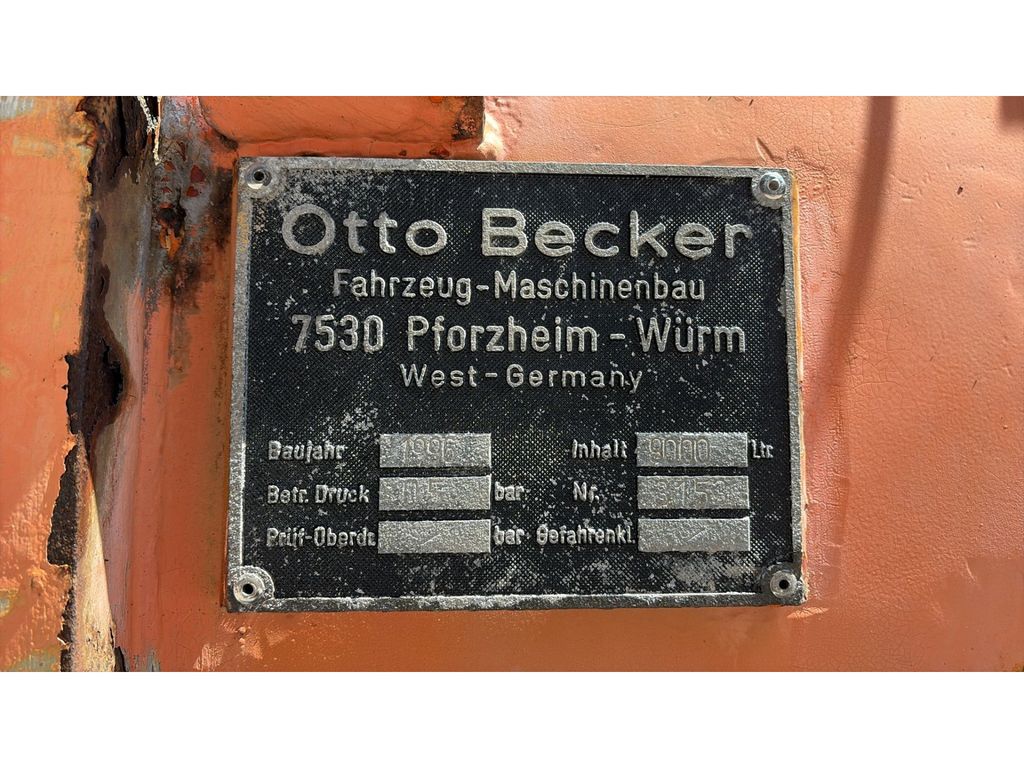 Otto Becker
Fahrzeug-Maschinenbau
7530 Pforzheim - Würm
West-Germany
Baujahr 1996 Inhalt 9000 Ltr.
Betr. Druck bar Nr. 3153
Prüf-Überdr. bar Gefahrenkl.